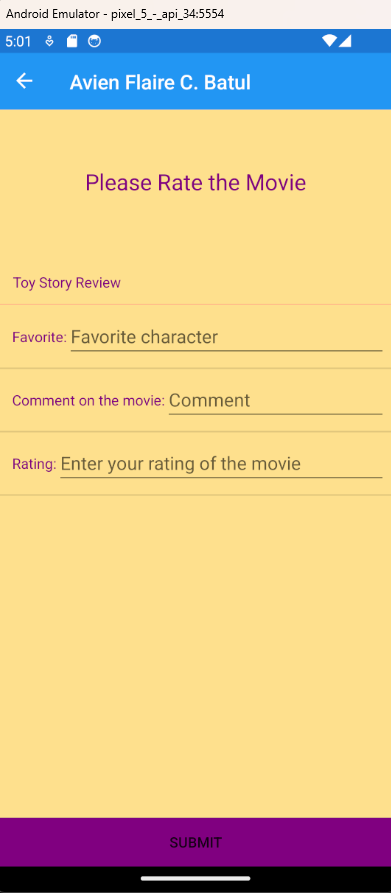 Android Emulator - pixel_5_-_api_34:5554
5:01
Avien Flaire C. Batul
Please Rate the Movie
Toy Story Review
Favorite: Favorite character
Comment on the movie: Comment
Rating: Enter your rating of the movie
SUBMIT